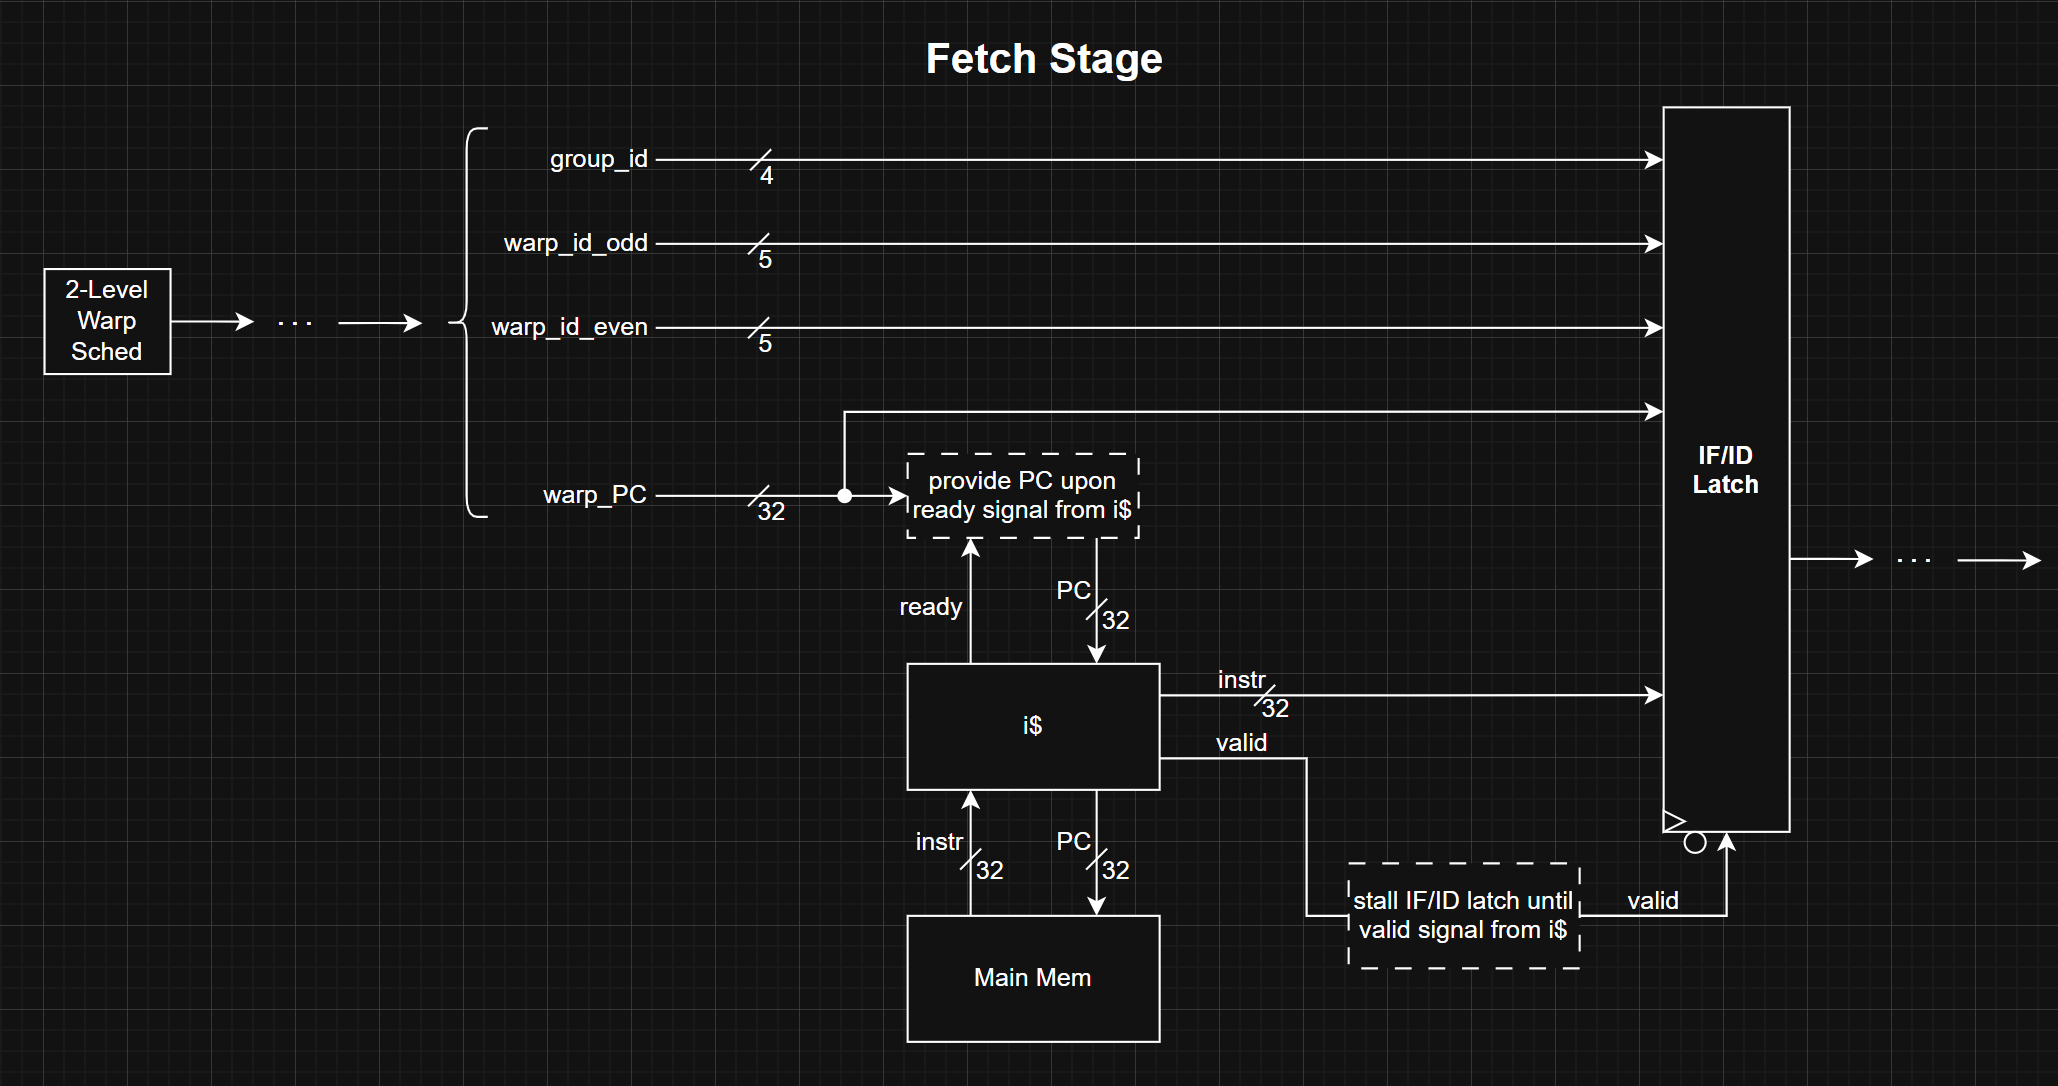 Fetch Stage
group_id
4
warp_id_odd
5
2-Level
Warp
Sched
...
warp_id_even
5
warp_PC
32
provide PC upon
ready signal from i$
IF/ID
Latch
...
ready
PC
32
instr
32
i$
valid
instr
32
PC
32
stall IF/ID latch until
valid signal from i$
valid
Main Mem